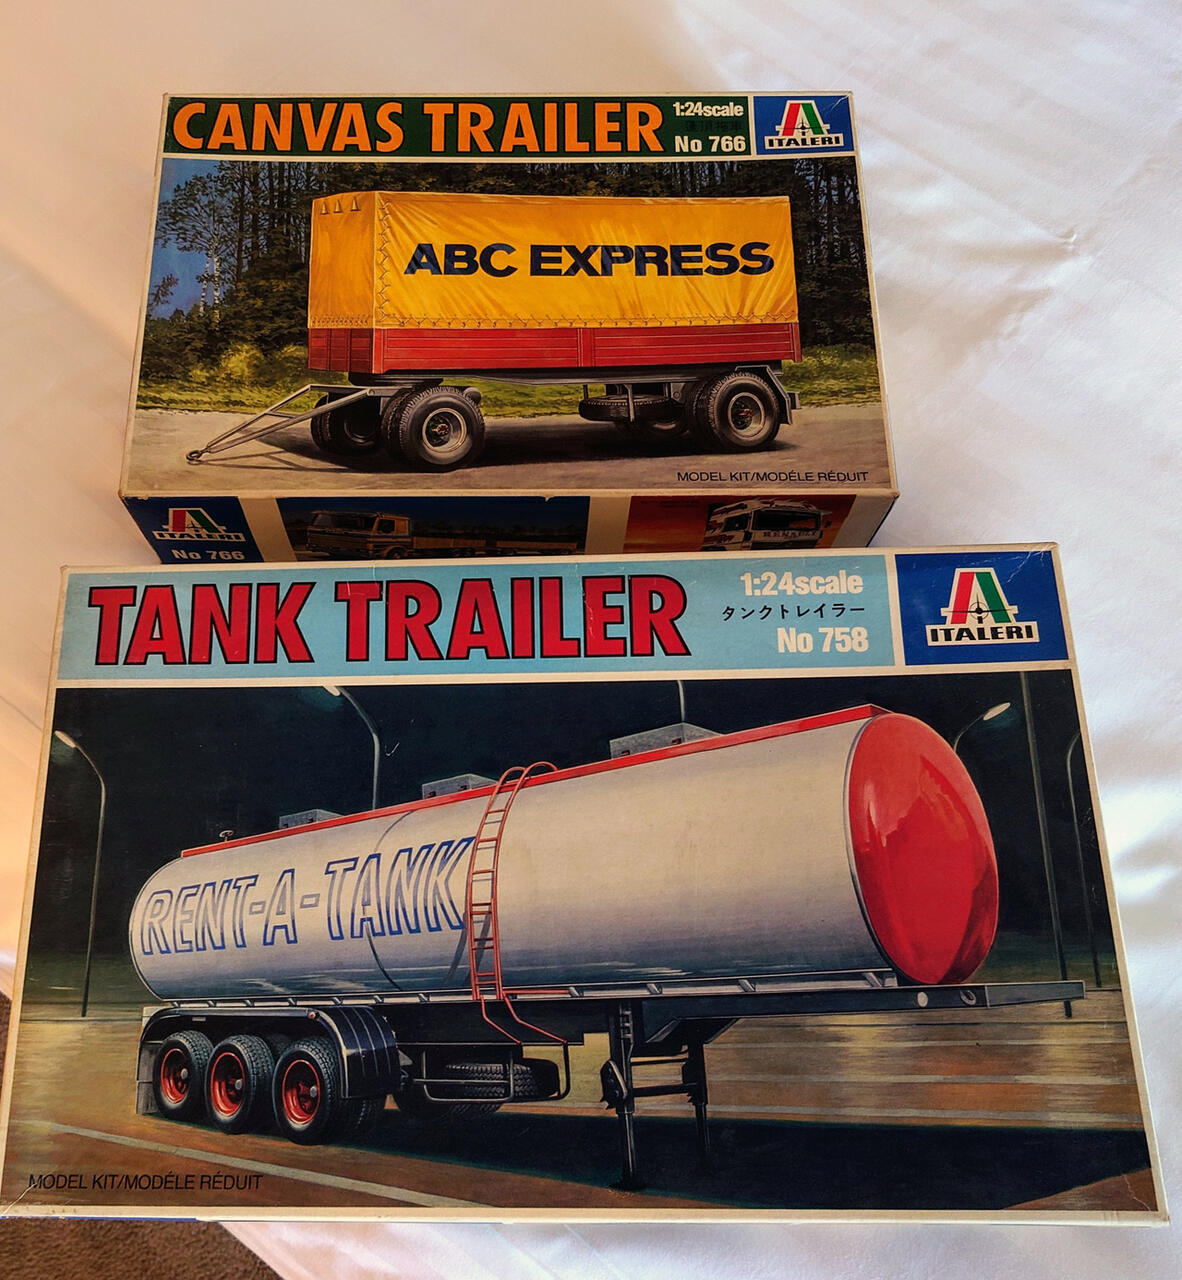 CANVAS TRAILER
1:24scale
No 766
ITALERI
ABC EXPRESS
MODEL KIT/MODÉLE RÉDUIT
ITALERI
No 766
RENAULT
TANK TRAILER
1:24scale
タンクトレイラー
No 758
ITALERI
RENT-A-TANK
MODEL KIT/MODÉLE RÉDUIT